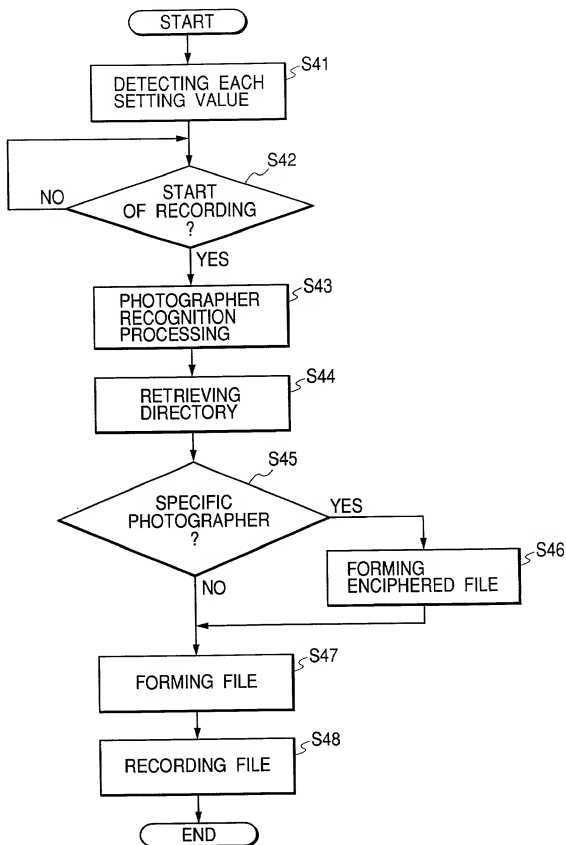 START
S41
DETECTING EACH
SETTING VALUE
S42
START
OF RECORDING
?
NO
YES
S43
PHOTOGRAPHER
RECOGNITION
PROCESSING
S44
RETRIEVING
DIRECTORY
S45
SPECIFIC
PHOTOGRAPHER
?
YES
NO
S46
FORMING
ENCIPHERED FILE
S47
FORMING FILE
S48
RECORDING FILE
END